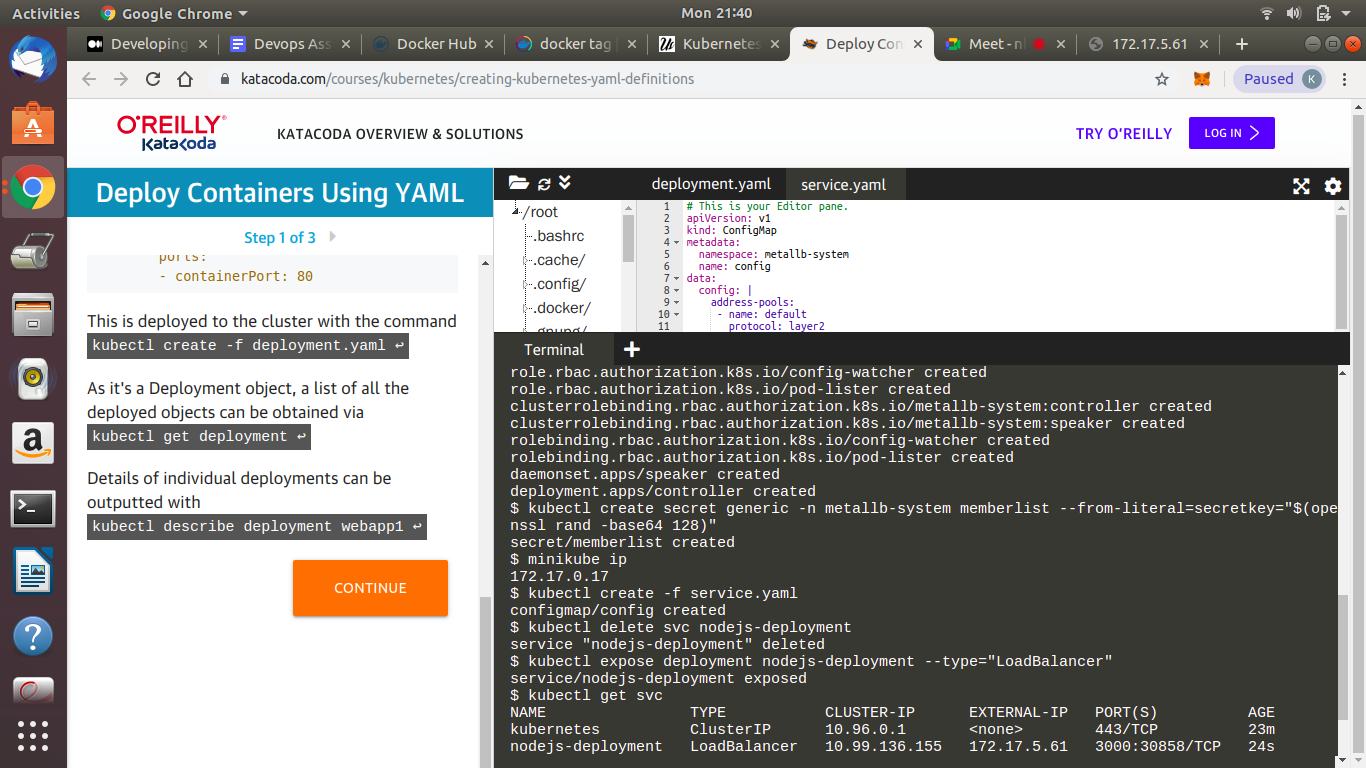 Activities
Google Chrome
Mon 21:40
Developing
Devops Ass
Docker Hub
docker tag
Kubernetes
Deploy Con
Meet - nl
172.17.5.61
katacoda.com/courses/kubernetes/creating-kubernetes-yaml-definitions
Paused
K
O'REILLY
KataKoda
KATACODA OVERVIEW & SOLUTIONS
TRY O'REILLY
LOG IN
Deploy Containers Using YAML
Step 1 of 3
ports:
- containerPort: 80
This is deployed to the cluster with the command
kubectl create -f deployment.yaml ↩
As it's a Deployment object, a list of all the
deployed objects can be obtained via
kubectl get deployment ↩
Details of individual deployments can be
outputted with
kubectl describe deployment webapp1 ↩
CONTINUE
deployment.yaml
service.yaml
/root
.bashrc
.cache/
.config/
.docker/
.gnupg/
1 # This is your Editor pane.
2 apiVersion: v1
3 kind: ConfigMap
4 metadata:
5 namespace: metallb-system
6 name: config
7 data:
8 config: |
9 address-pools:
10 - name: default
11 protocol: layer2
Terminal
role.rbac.authorization.k8s.io/config-watcher created
role.rbac.authorization.k8s.io/pod-lister created
clusterrolebinding.rbac.authorization.k8s.io/metallb-system:controller created
clusterrolebinding.rbac.authorization.k8s.io/metallb-system:speaker created
rolebinding.rbac.authorization.k8s.io/config-watcher created
rolebinding.rbac.authorization.k8s.io/pod-lister created
daemonset.apps/speaker created
deployment.apps/controller created
$ kubectl create secret generic -n metallb-system memberlist --from-literal=secretkey="$(ope
nssl rand -base64 128)"
secret/memberlist created
$ minikube ip
172.17.0.17
$ kubectl create -f service.yaml
configmap/config created
$ kubectl delete svc nodejs-deployment
service "nodejs-deployment" deleted
$ kubectl expose deployment nodejs-deployment --type="LoadBalancer"
service/nodejs-deployment exposed
$ kubectl get svc
NAME TYPE CLUSTER-IP EXTERNAL-IP PORT(S) AGE
kubernetes ClusterIP 10.96.0.1 <none> 443/TCP 23m
nodejs-deployment LoadBalancer 10.99.136.155 172.17.5.61 3000:30858/TCP 24s